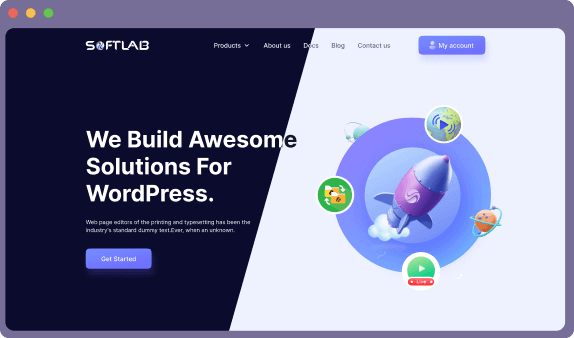 SOFTLAB
Products
About us
Docs
Blog
Contact us
My account
We Build Awesome
Solutions For
WordPress.
Web page editors of the printing and typesetting has been the
industry's standard dummy text.Ever, when an unknown.
Get Started
LIVE